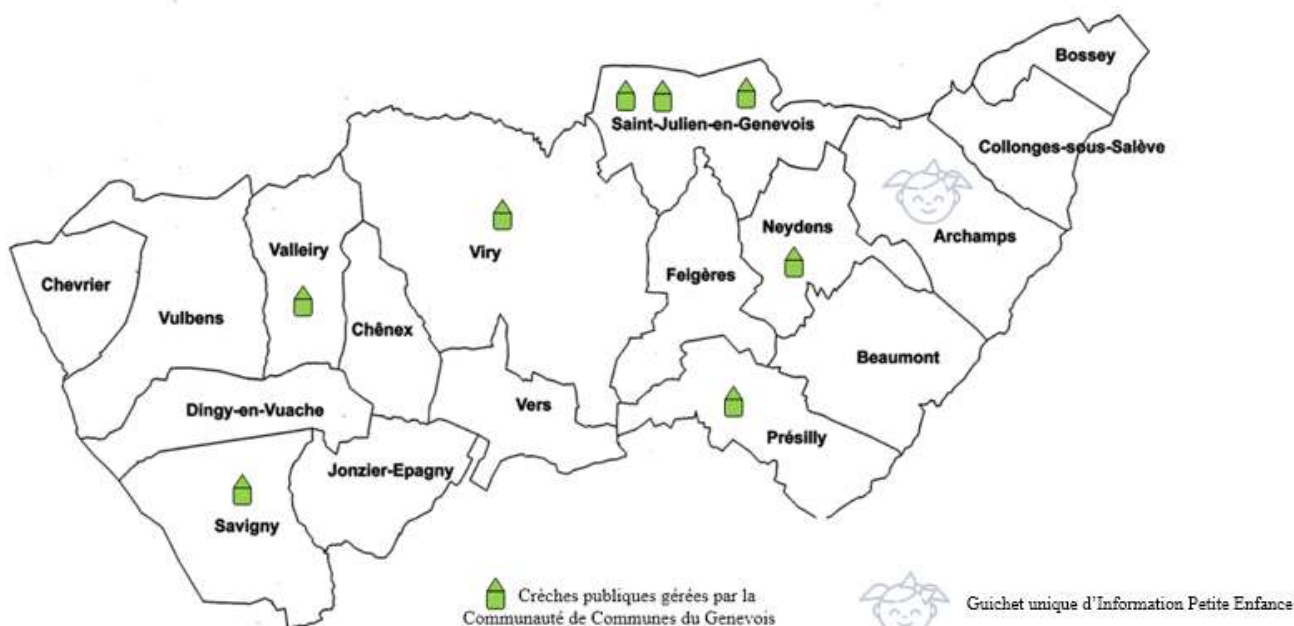 Bossey
Saint-Julien-en-Genevois
Collonges-sous-Salève
Neydens
Archamps
Valleiry
Viry
Feigères
Chevrier
Vulbens
Chênex
Beaumont
Dingy-en-Vuache
Vers
Présilly
Jonzier-Epagny
Savigny
Crèches publiques gérées par la
Communauté de Communes du Genevois
Guichet unique d'Information Petite Enfance